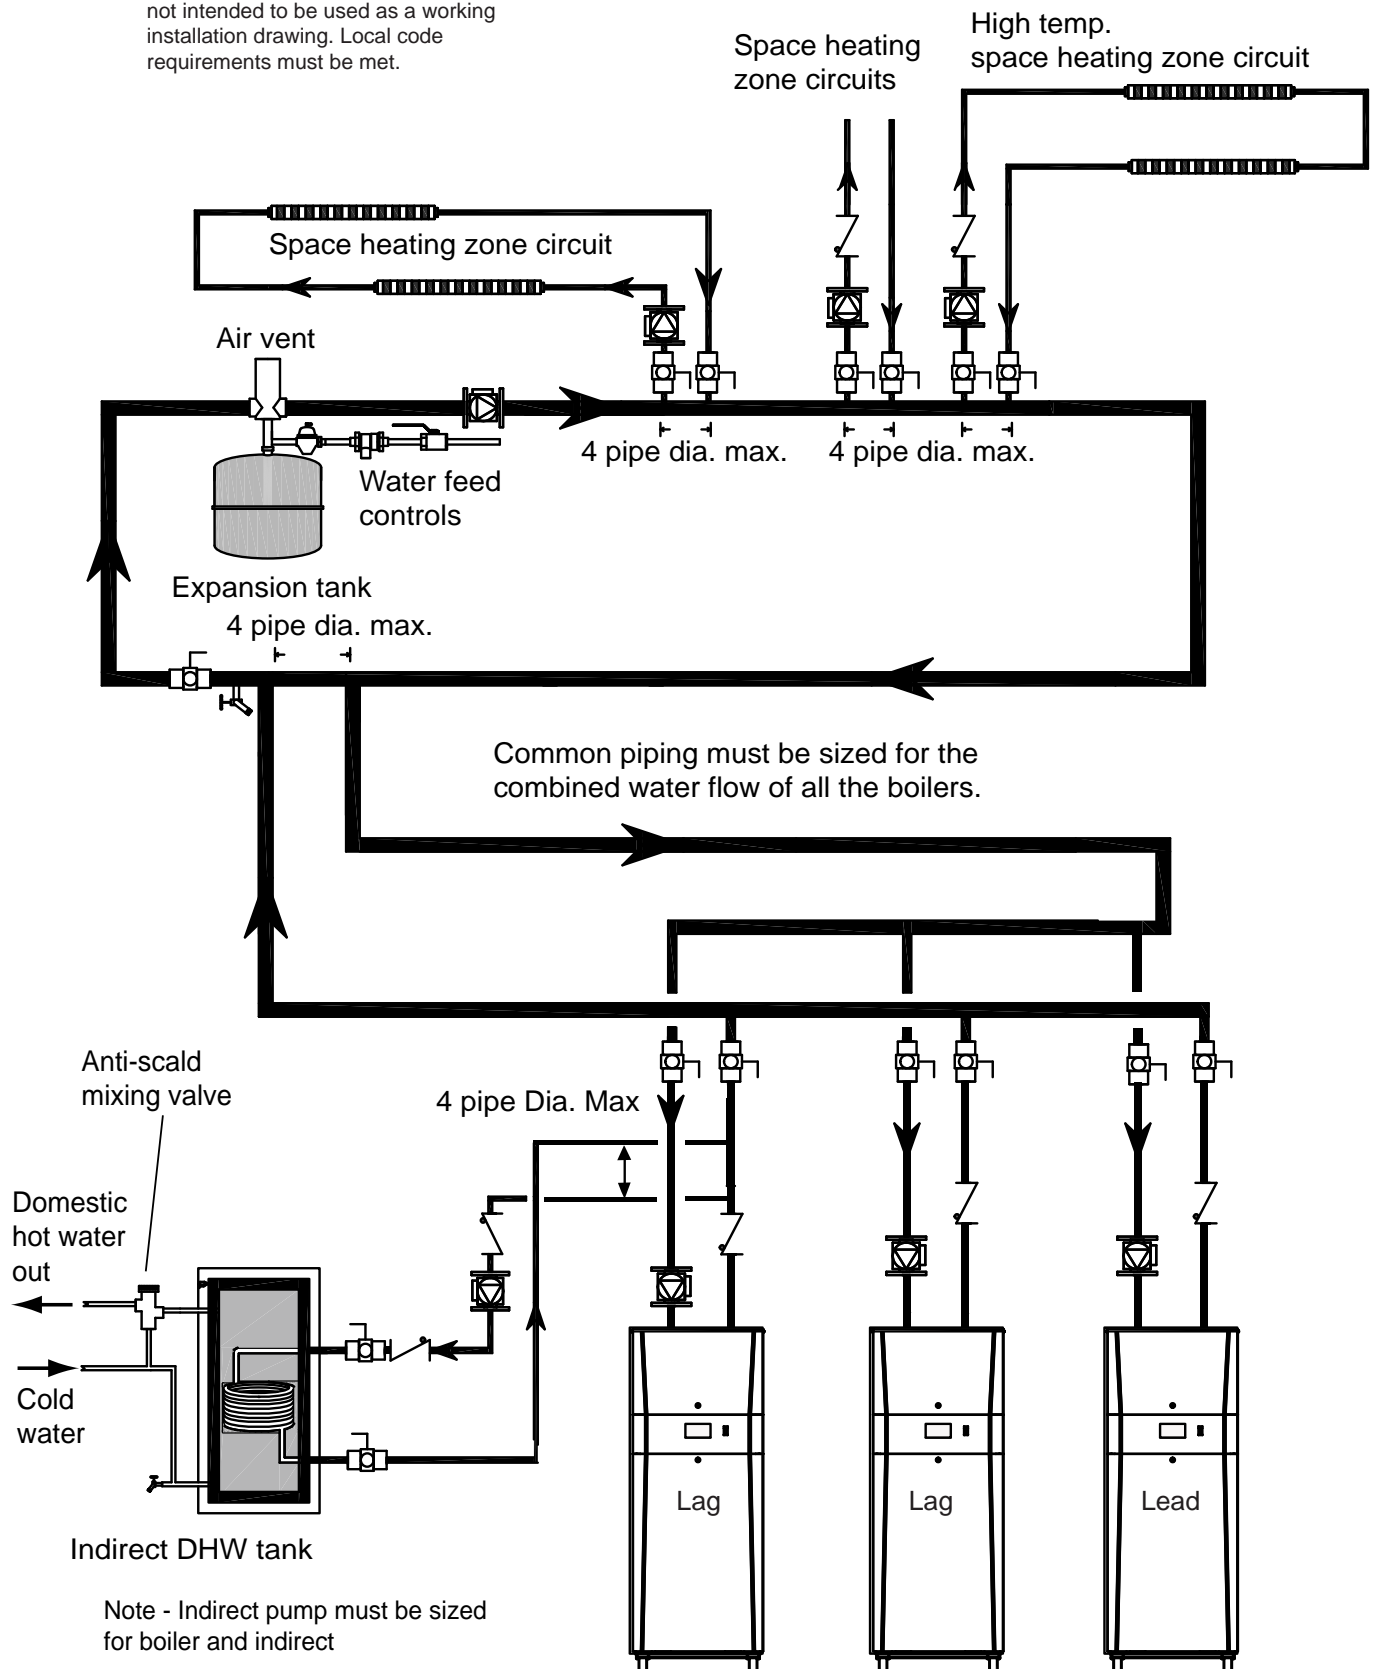 not intended to be used as a working
installation drawing. Local code
requirements must be met.
Space heating
zone circuits
High temp.
space heating zone circuit
Space heating zone circuit
Air vent
4 pipe dia. max.
4 pipe dia. max.
Water feed
controls
Expansion tank
4 pipe dia. max.
Common piping must be sized for the
combined water flow of all the boilers.
Anti-scald
mixing valve
4 pipe Dia. Max
Domestic
hot water
out
Cold
water
Lag
Lag
Lead
Indirect DHW tank
Note - Indirect pump must be sized
for boiler and indirect